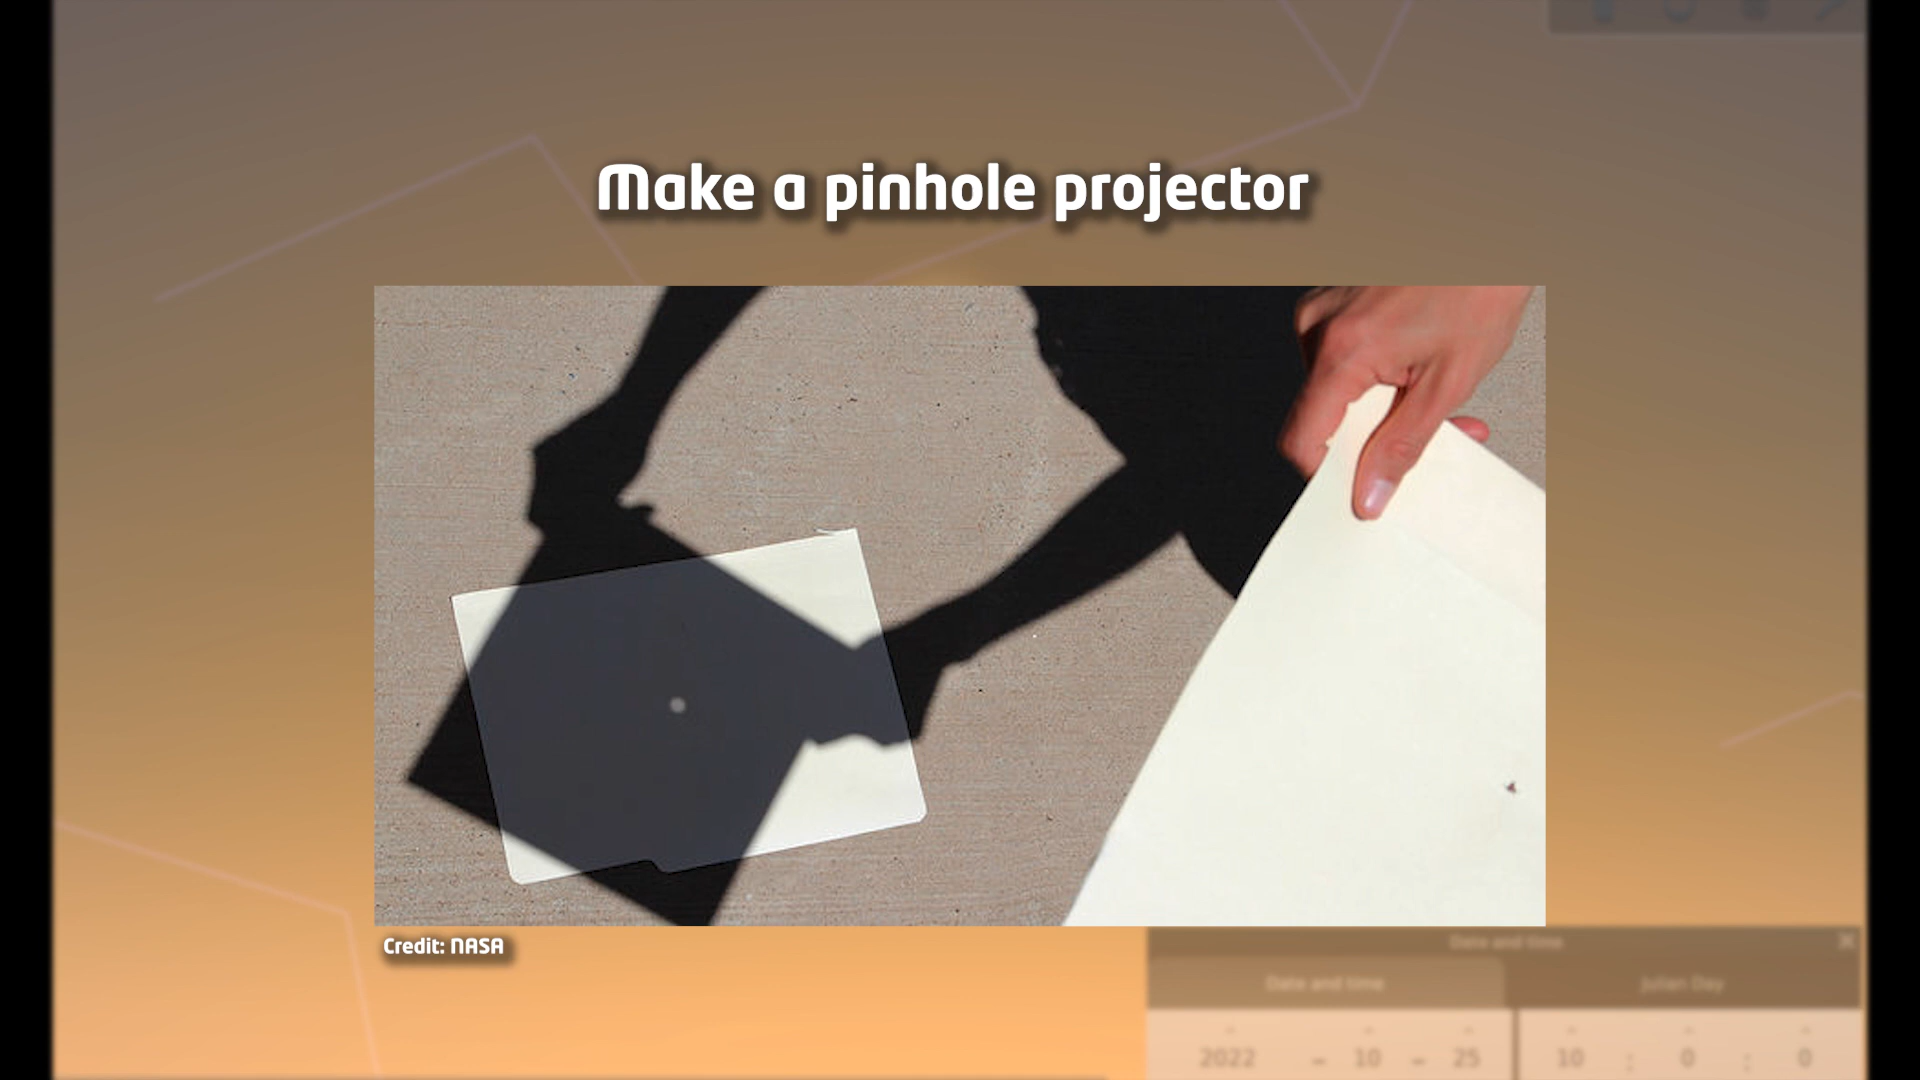 Make a pinhole projector
Credit: NASA
Date and time
Date and time
Julian Day
2022 - 10 - 25
10 : 0 : 0